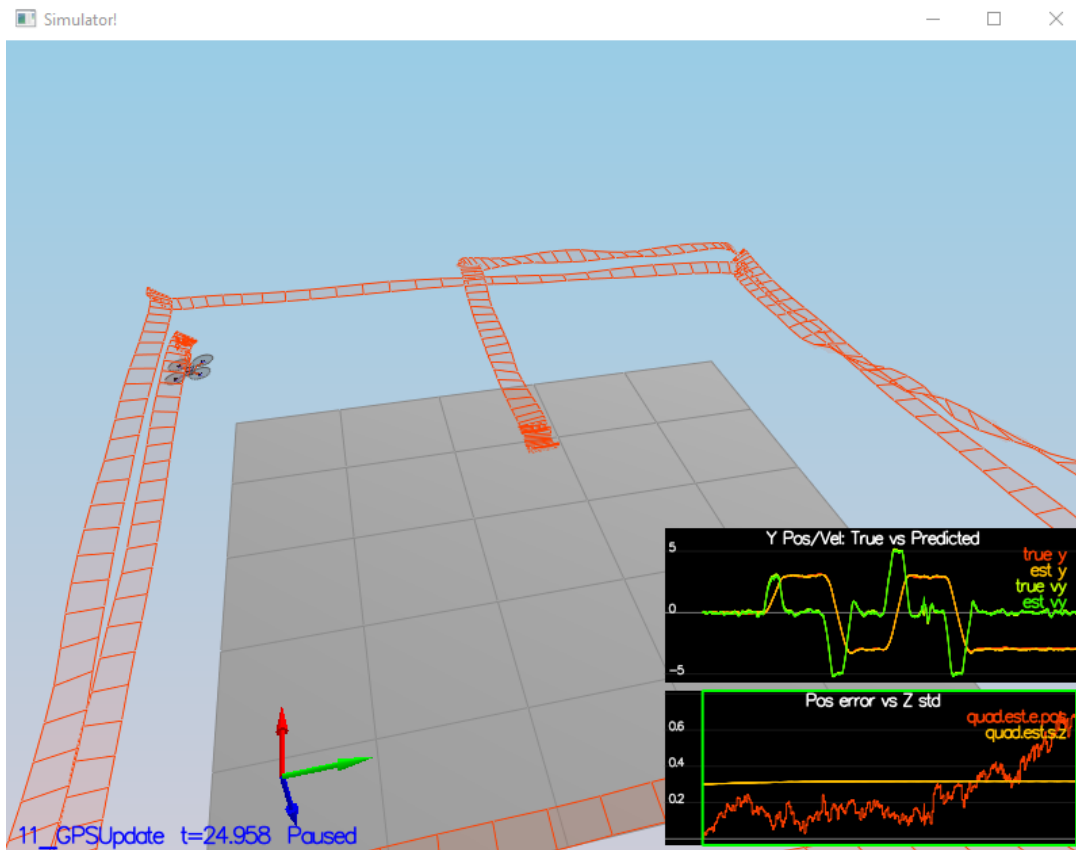 Simulator!
Y Pos/Vel: True vs Predicted
5
true y
est y
true vy
0
est vy
-5
Pos error vs Z std
quad.est.e.pos
0.6
quad.est.s.z
0.4
0.2
11_GPSUpdate t=24.958 Paused